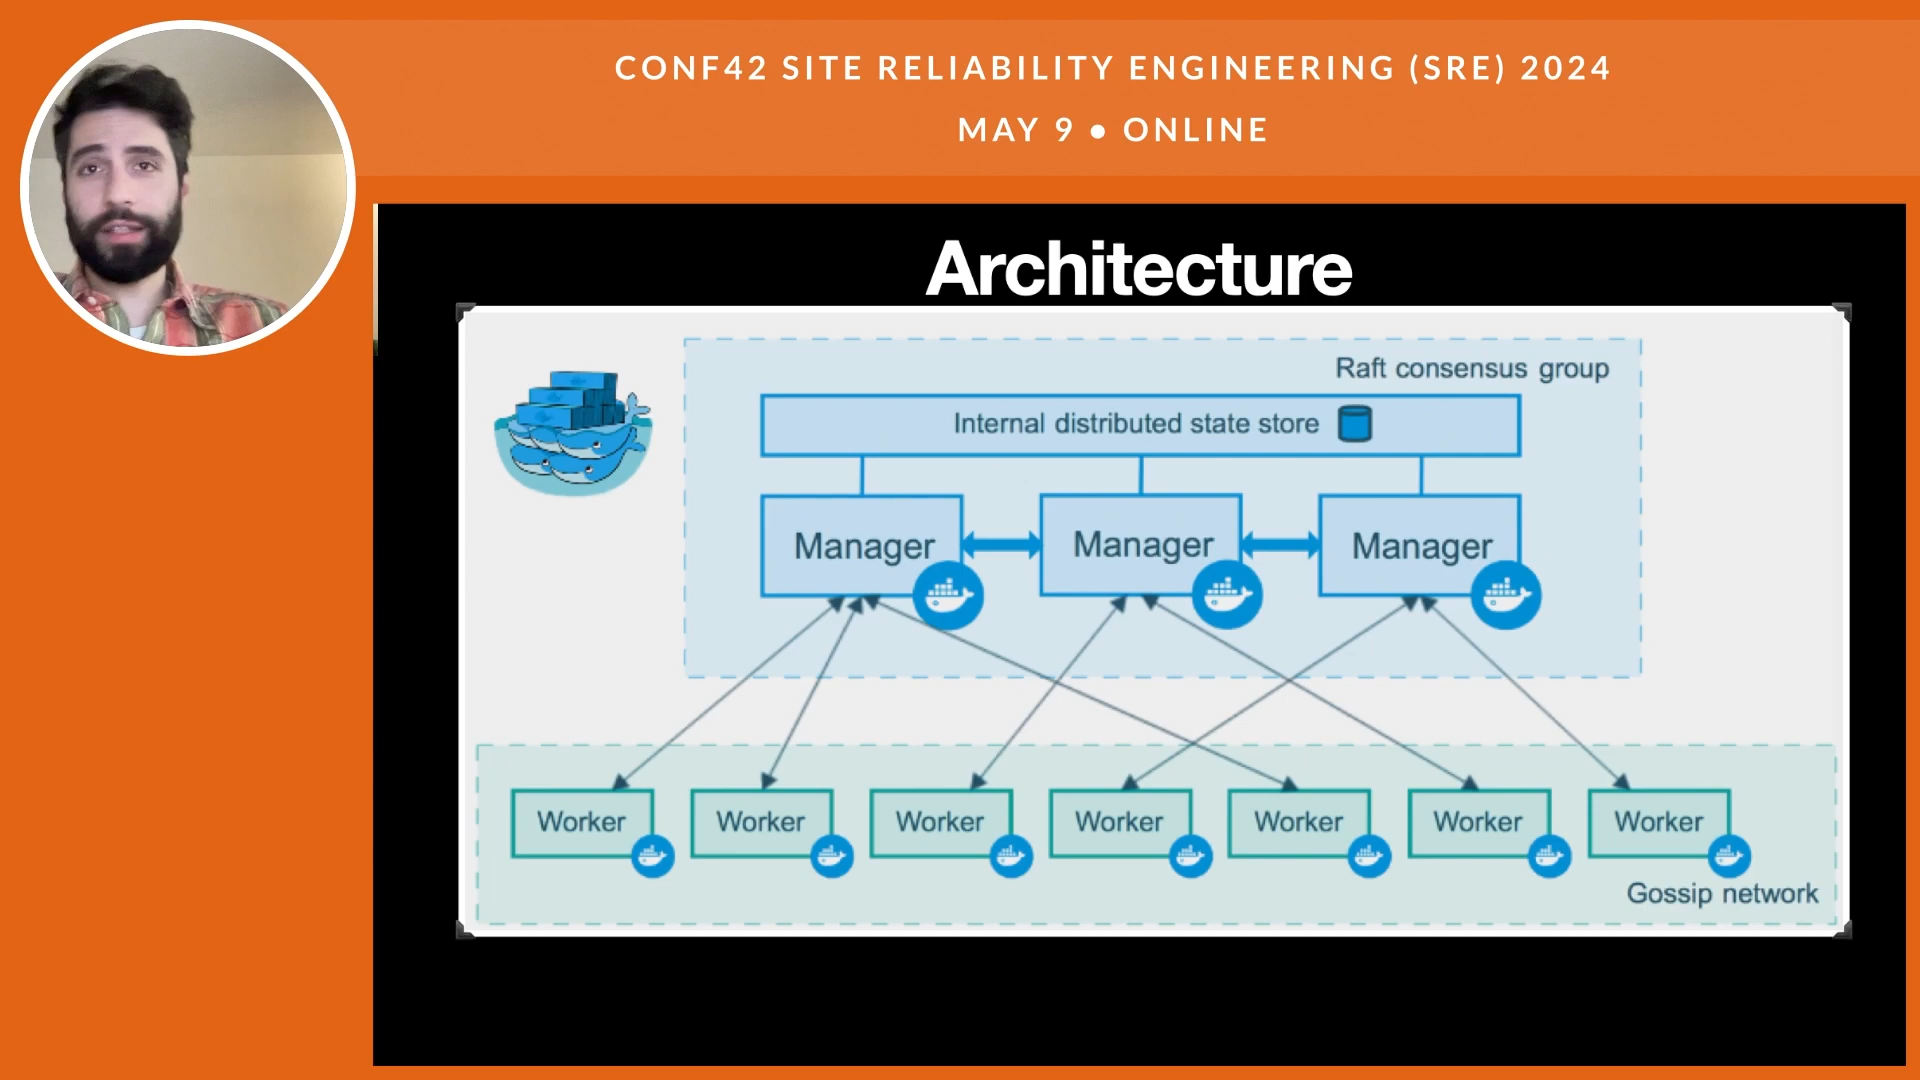 CONF42 SITE RELIABILITY ENGINEERING (SRE) 2024
MAY 9 ● ONLINE
Architecture
Raft consensus group
Internal distributed state store
Manager
Manager
Manager
Worker
Worker
Worker
Worker
Worker
Worker
Worker
Gossip network